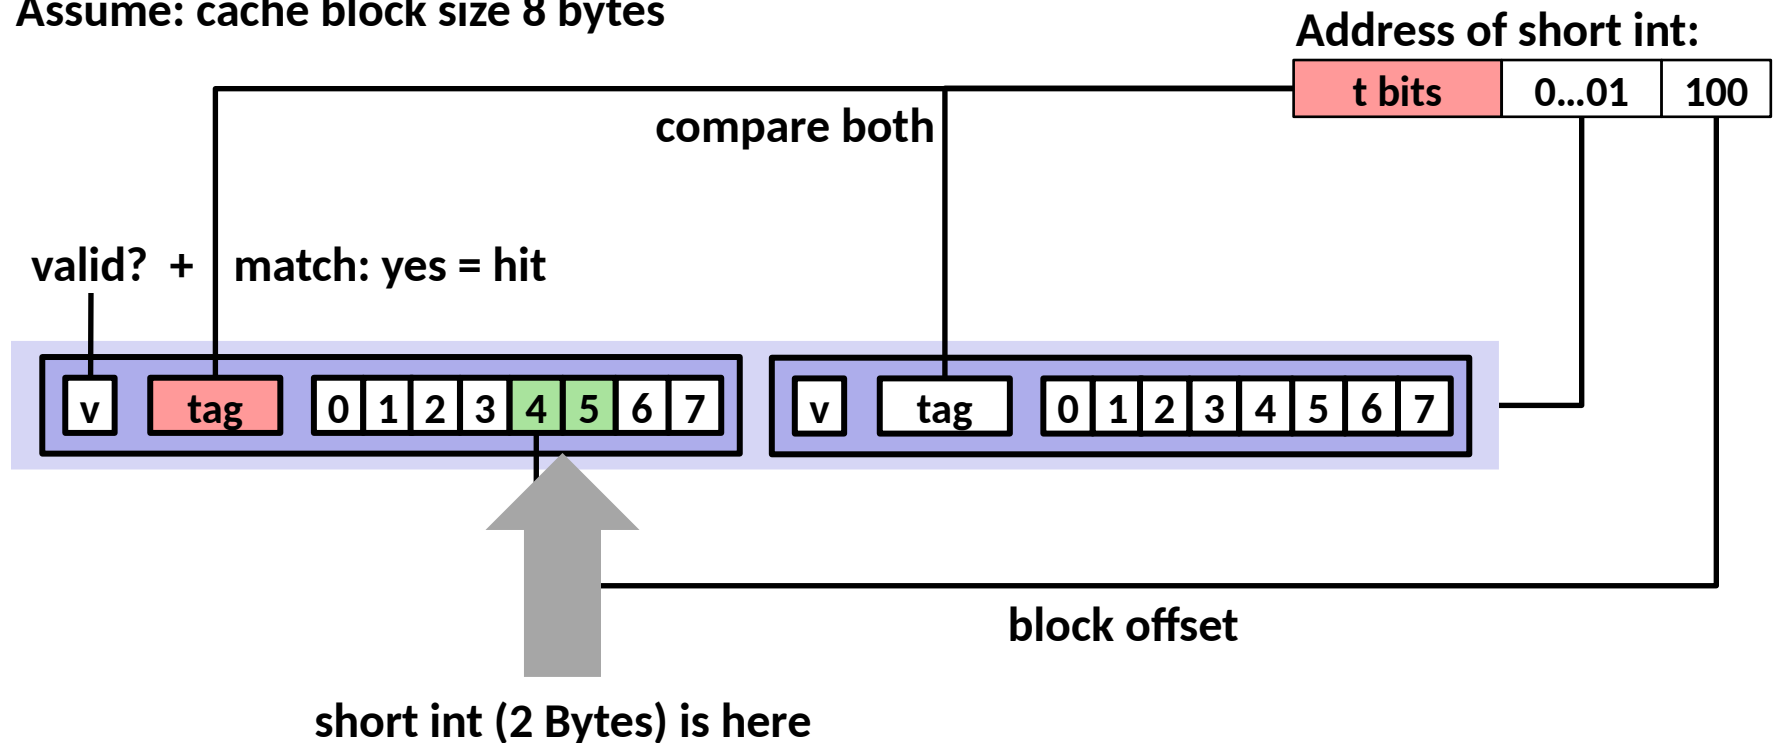 Assume: cache block size 8 bytes
Address of short int:
t bits 0...01 100
compare both
valid? + match: yes = hit
v tag 0 1 2 3 4 5 6 7 v tag 0 1 2 3 4 5 6 7
block offset
short int (2 Bytes) is here